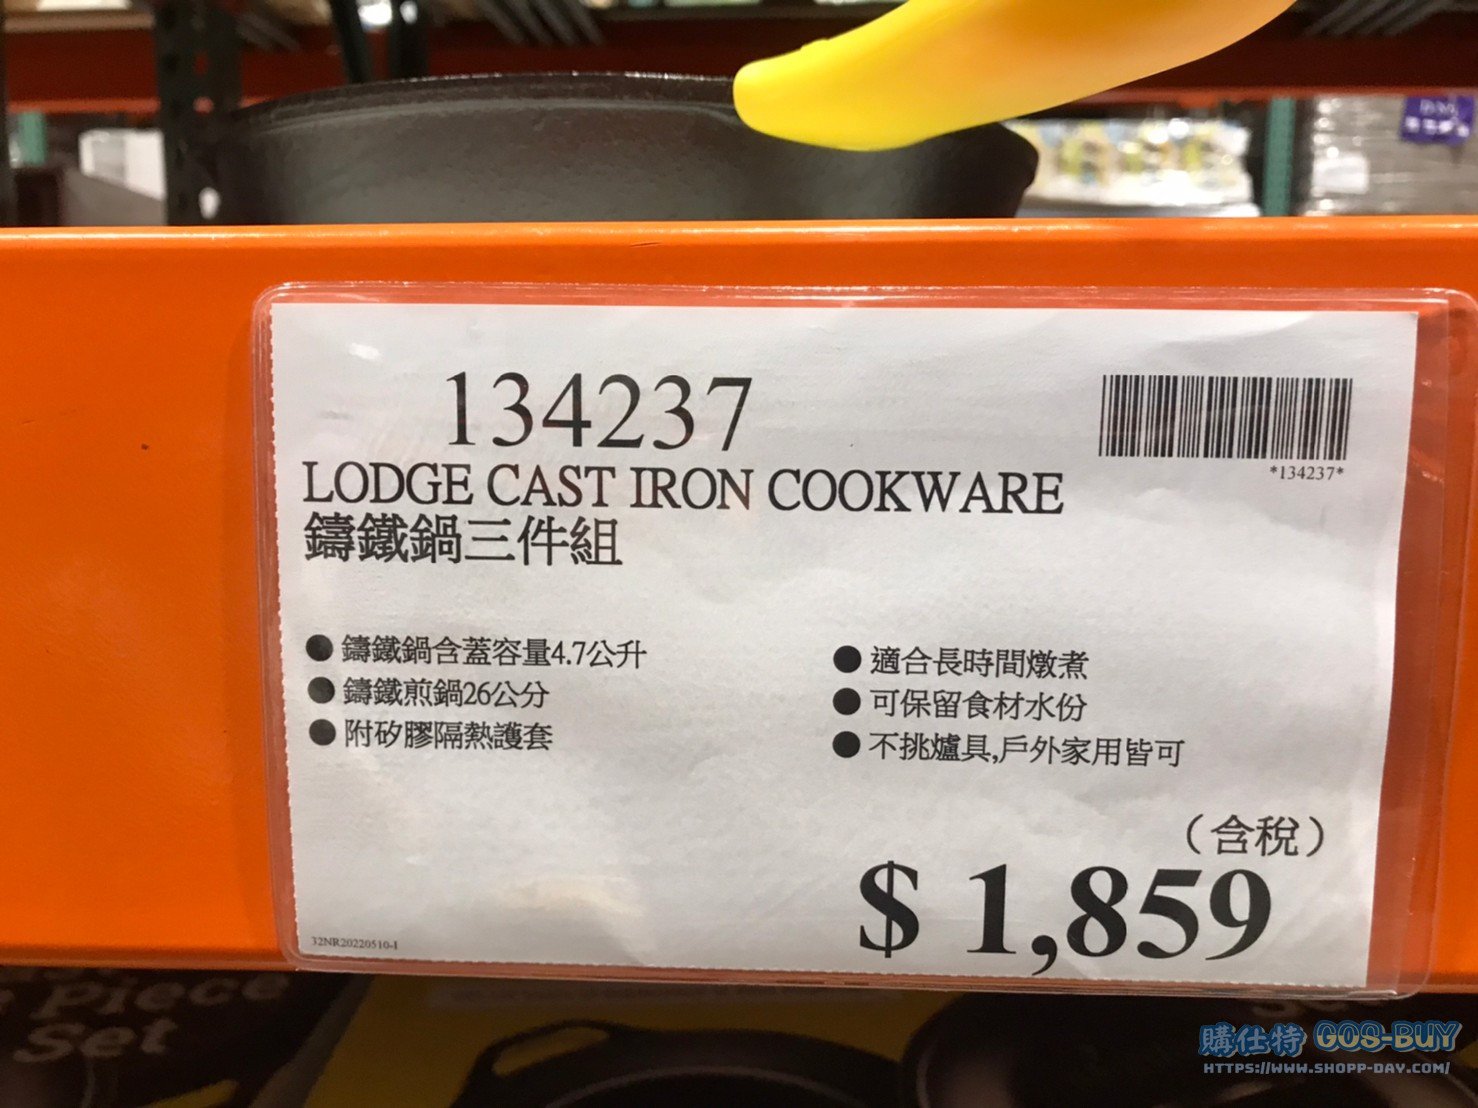 134237
*134237*
LODGE CAST IRON COOKWARE
鑄鐵鍋三件組
●鑄鐵鍋含蓋容量4.7公升
●鑄鐵煎鍋26公分
●附矽膠隔熱護套
●適合長時間燉煮
●可保留食材水份
●不挑爐具,戶外家用皆可
（含稅）
$ 1,859
32NR20220510-1
Piece
Set
購仕特 GOS-BUY
HTTPS://WWW.SHOPP-DAY.COM/